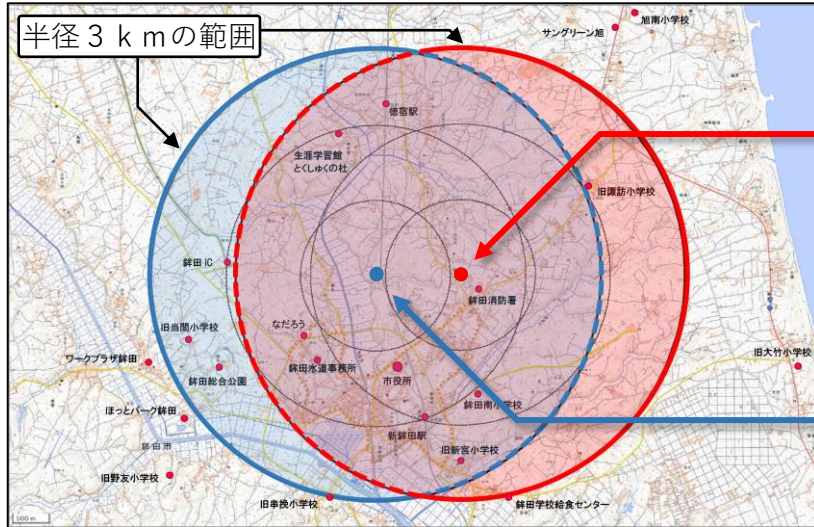 半径３ｋｍの範囲
旭南小学校
サングリーン旭
徳宿駅
生涯学習館
とくしゅくの杜
旧諏訪小学校
鉾田IC
鉾田消防署
なだろう
旧当間小学校
鉾田水道事務所
ワークプラザ鉾田
鉾田総合公園
市役所
旧大竹小学校
鉾田南小学校
ほっとパーク鉾田
新鉾田駅
鉾田市
旧新宮小学校
旧野友小学校
旧串挽小学校
鉾田学校給食センター
500 m